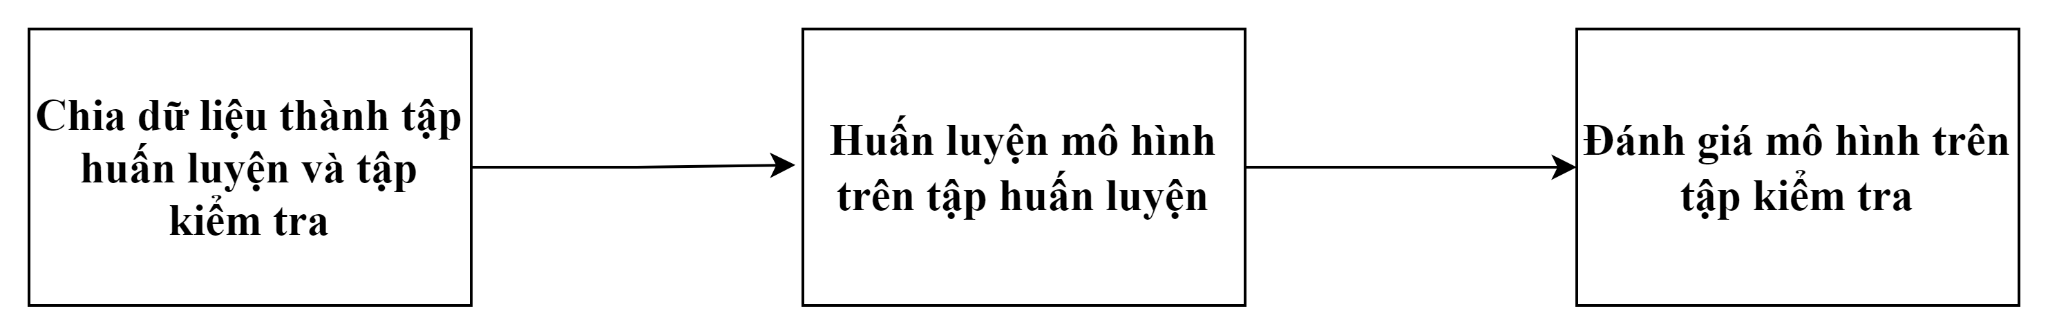 Chia dữ liệu thành tập
huấn luyện và tập
kiểm tra
Huấn luyện mô hình
trên tập huấn luyện
Đánh giá mô hình trên
tập kiểm tra